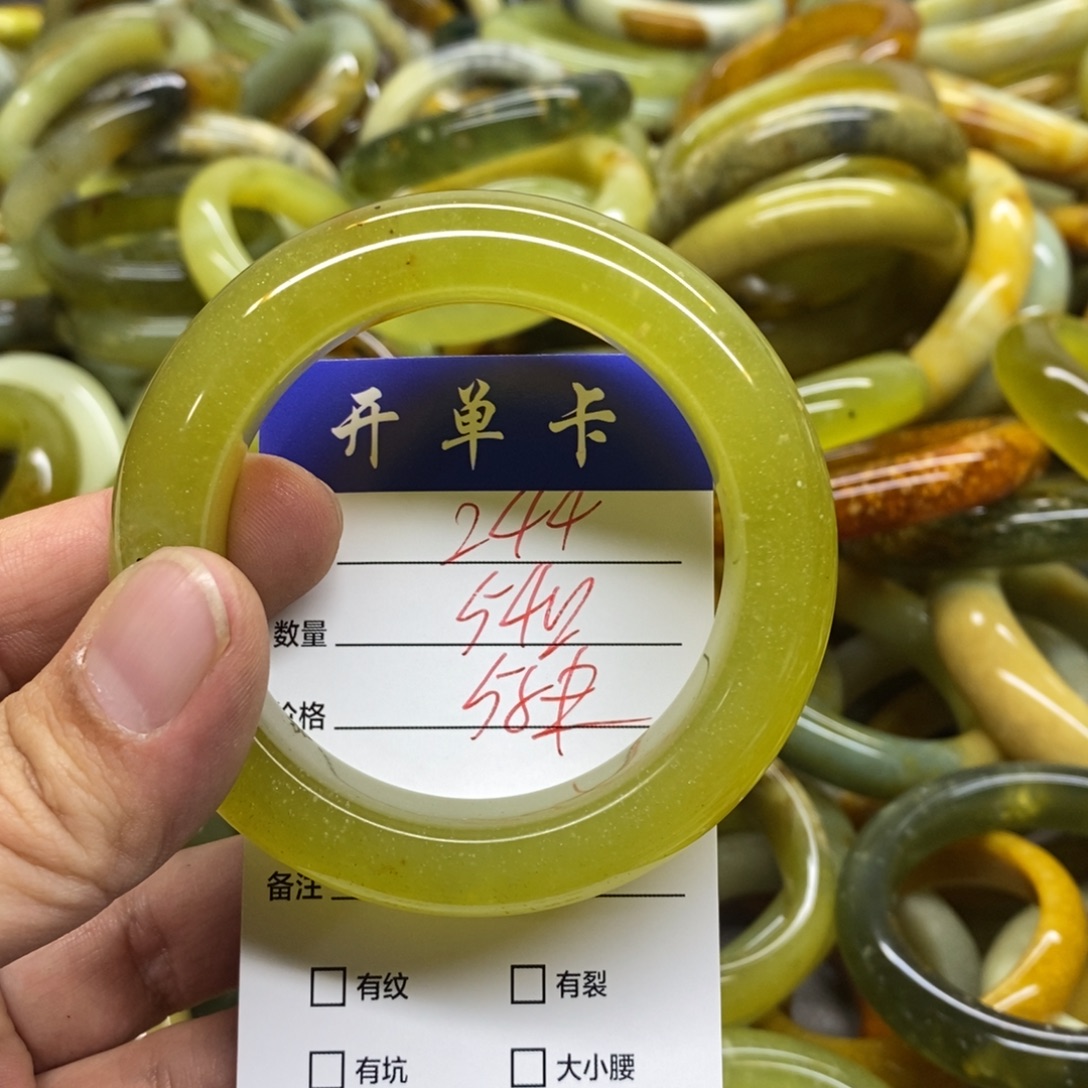 开单卡
244
数量 54
格 58
备注
□ 有纹 □ 有裂
□ 有坑 □ 大小腰